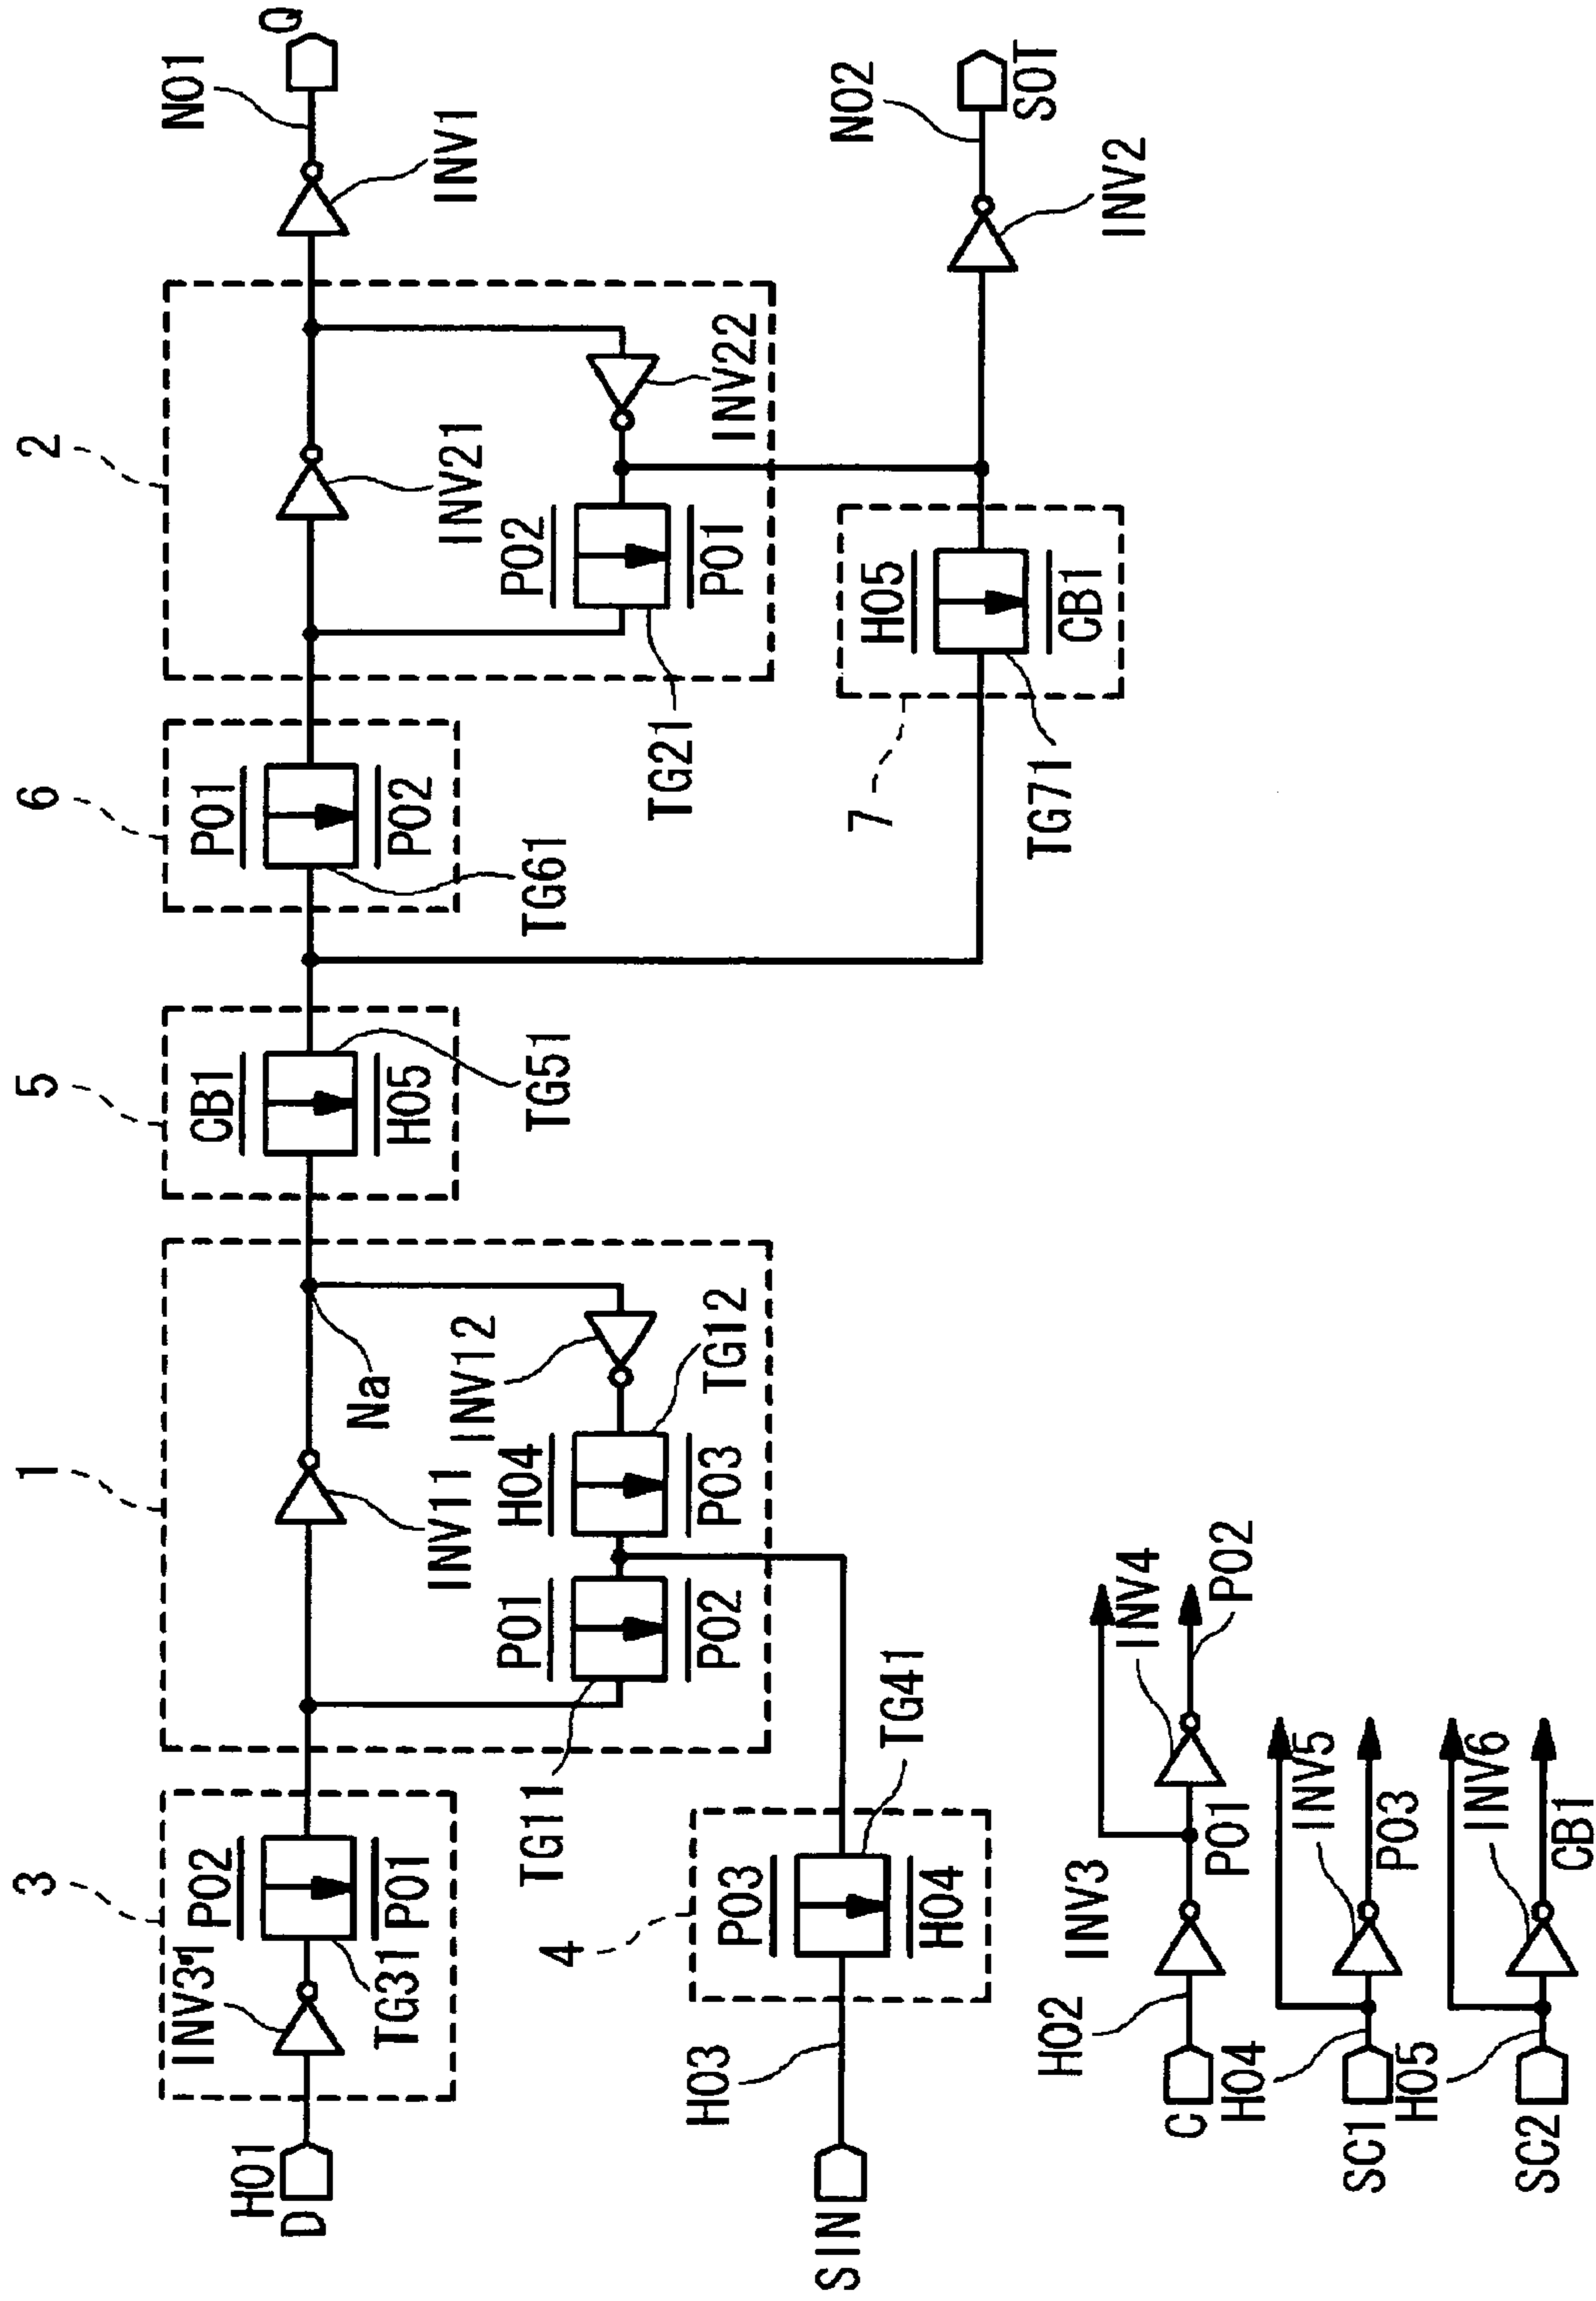 3
1
5
6
2
H01
D
INV31
P02
P01
TG31
INV11
Na
P01
P02
TG11
H04
P03
TG12
INV12
CB1
H05
TG51
P01
P02
TG61
INV21
P02
P01
TG21
INV22
INV1
N01
Q
4
SIN
H03
P03
H04
TG41
7
H05
CB1
TG71
INV2
N02
SOT
C
H02
INV3
P01
INV4
P02
SC1
H04
INV5
P03
SC2
H05
INV6
CB1